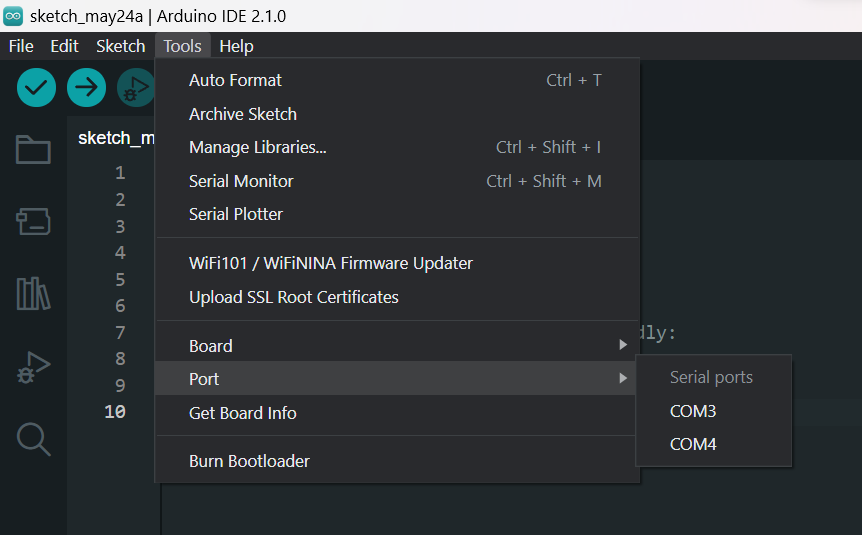 sketch_may24a | Arduino IDE 2.1.0
File Edit Sketch Tools Help
Auto Format Ctrl + T
Archive Sketch
sketch_m
Manage Libraries... Ctrl + Shift + I
Serial Monitor Ctrl + Shift + M
Serial Plotter
WiFi101 / WiFiNINA Firmware Updater
Upload SSL Root Certificates
Board
Port
Get Board Info
Burn Bootloader
Serial ports
COM3
COM4
dly:
1
2
3
4
5
6
7
8
9
10